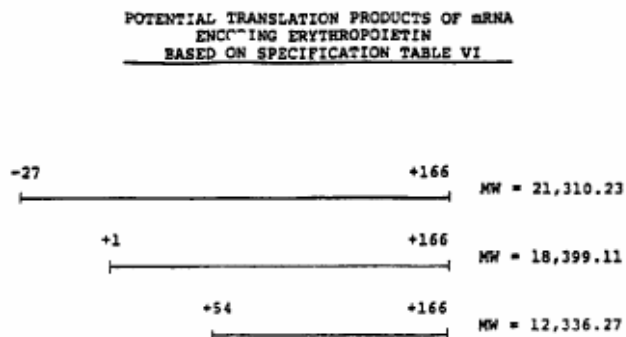 POTENTIAL TRANSLATION PRODUCTS OF mRNA
ENCODING ERYTHROPOIETIN
BASED ON SPECIFICATION TABLE VI
-27 +166 MW = 21,310.23
+1 +166 MW = 18,399.11
+54 +166 MW = 12,336.27